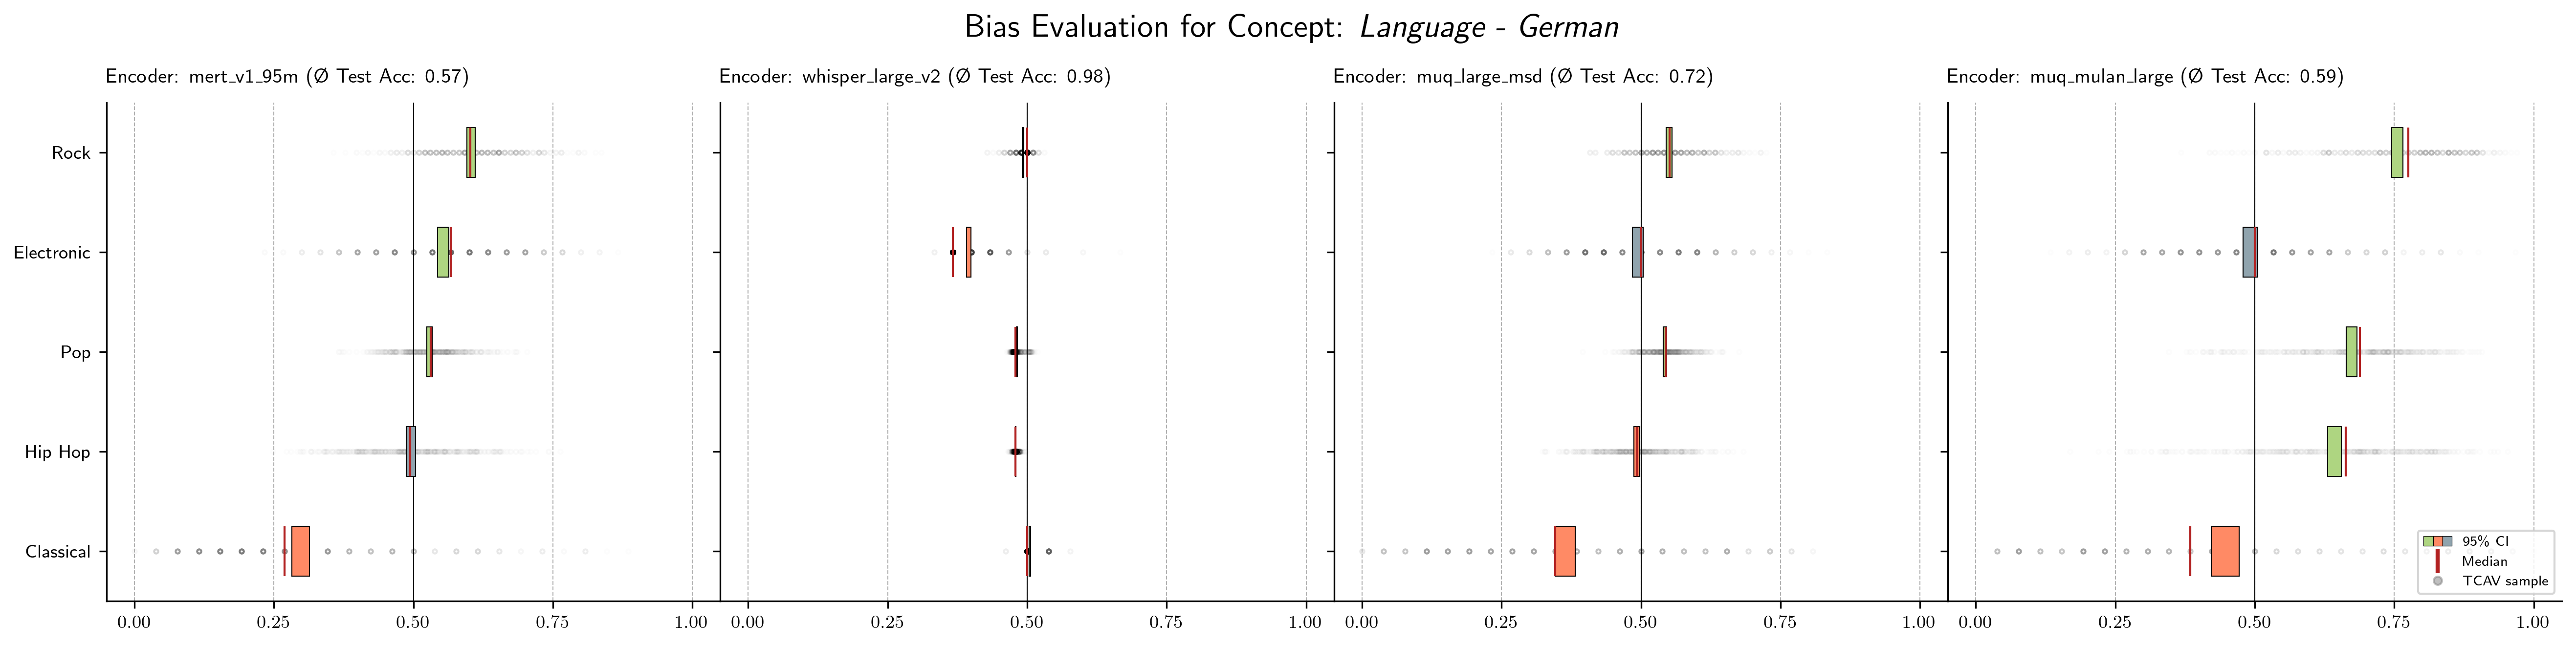 Bias Evaluation for Concept: Language - German
Encoder: mert_v1_95m (Ø Test Acc: 0.57)
Encoder: whisper_large_v2 (Ø Test Acc: 0.98)
Encoder: muq_large_msd (Ø Test Acc: 0.72)
Encoder: muq_mulan_large (Ø Test Acc: 0.59)
Rock
Electronic
Pop
Hip Hop
Classical
95% CI
Median
TCAV sample
0.00 0.25 0.50 0.75 1.00
0.00 0.25 0.50 0.75 1.00
0.00 0.25 0.50 0.75 1.00
0.00 0.25 0.50 0.75 1.00